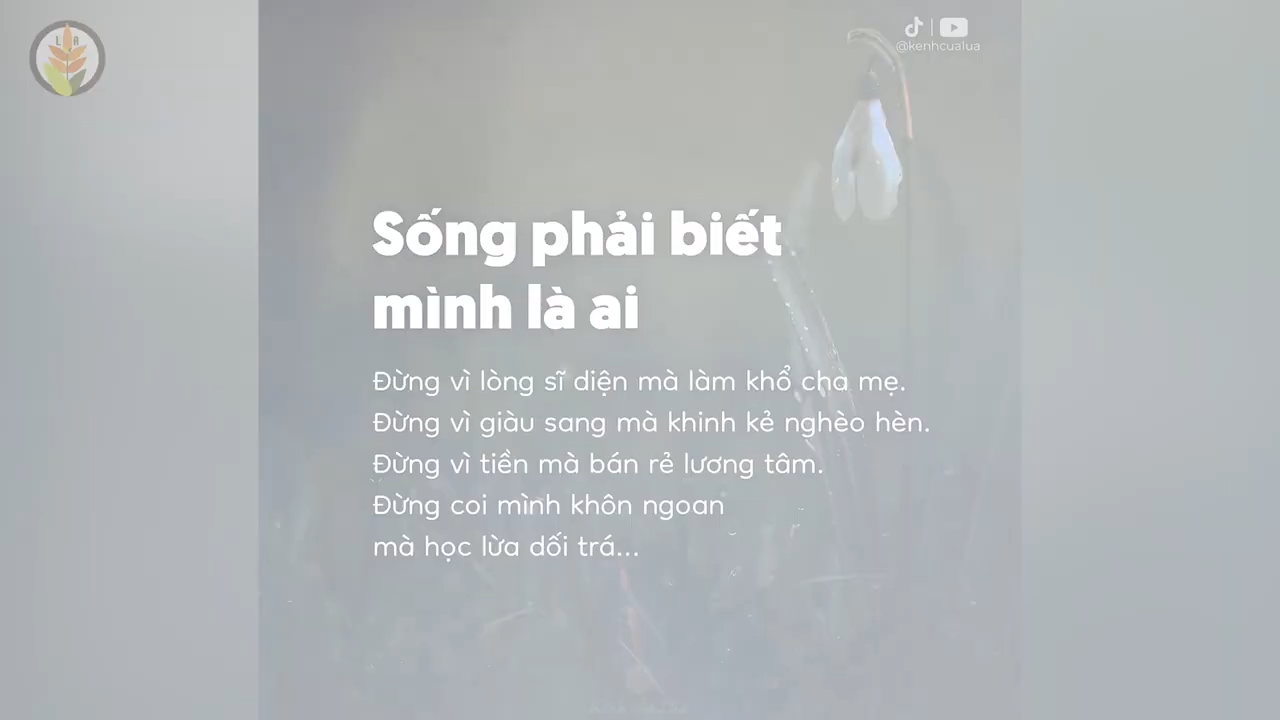 L A
@kenhcualua
Sống phải biết
mình là ai
Đừng vì lòng sĩ diện mà làm khổ cha mẹ.
Đừng vì giàu sang mà khinh kẻ nghèo hèn.
Đừng vì tiền mà bán rẻ lương tâm.
Đừng coi mình khôn ngoan
mà học lừa dối trá...